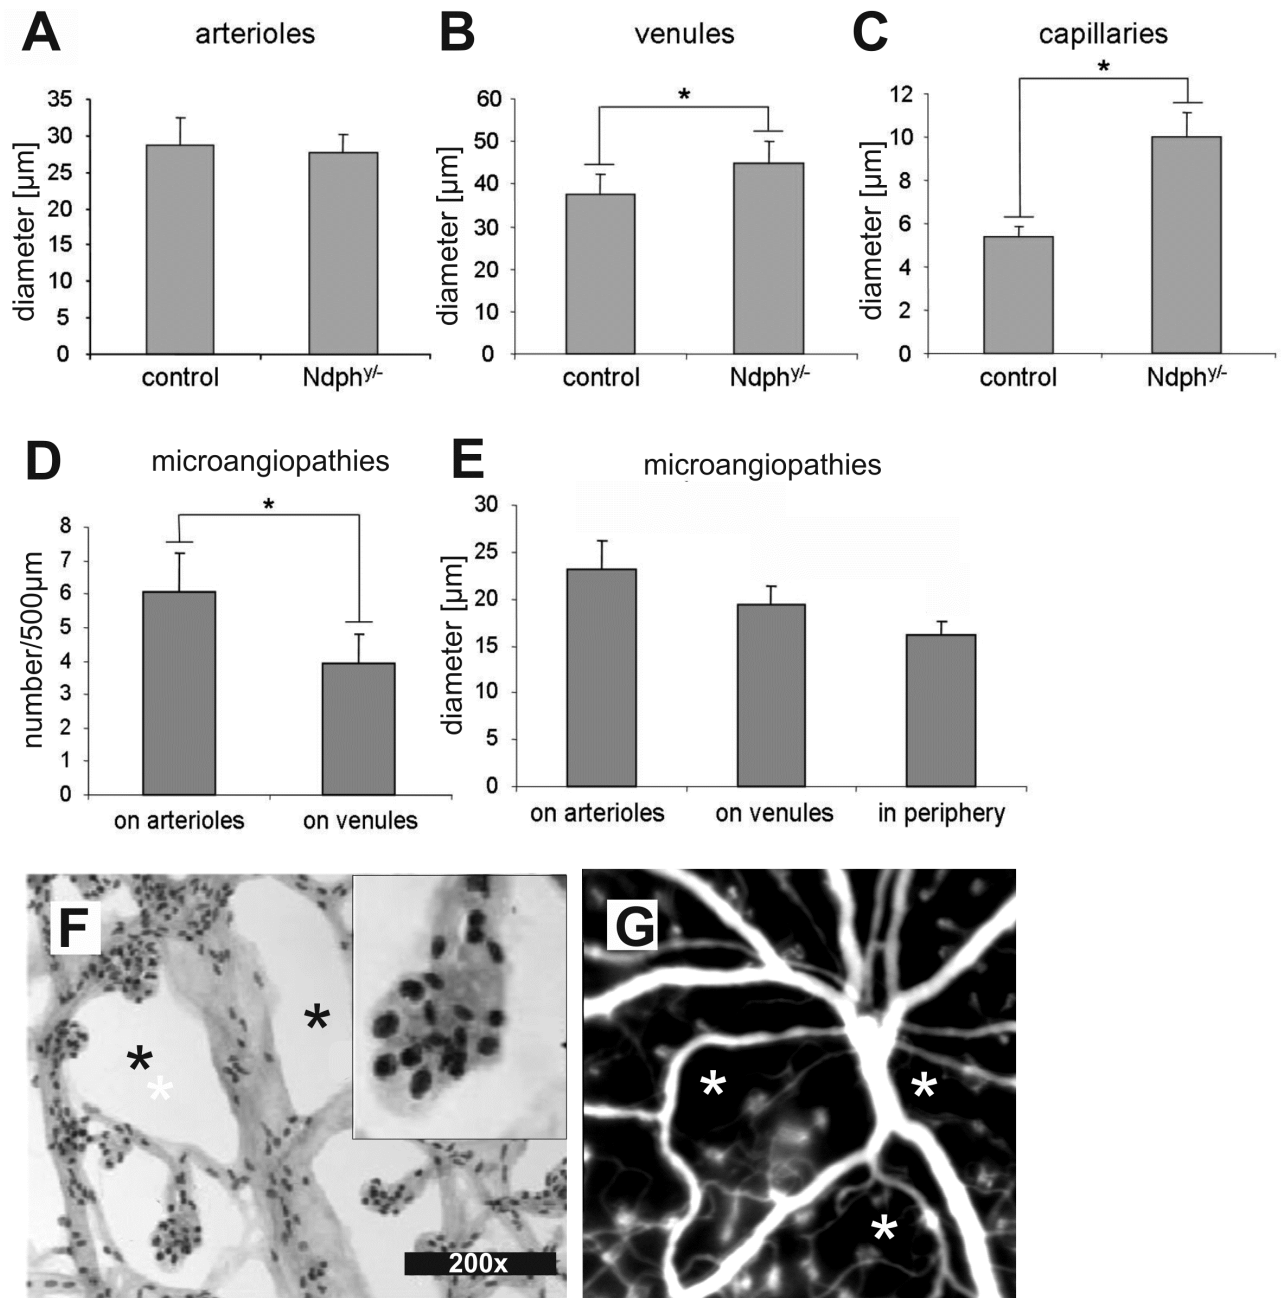 A arterioles
diameter [µm]
35
30
25
20
15
10
5
0
control Ndphy/-
B venules
*
diameter [µm]
60
50
40
30
20
10
0
control Ndphy/-
C capillaries
*
diameter [µm]
12
10
8
6
4
2
0
control Ndphy/-
D microangiopathies
*
number/500µm
8
7
6
5
4
3
2
1
0
on arterioles on venules
E microangiopathies
diameter [µm]
30
25
20
15
10
5
0
on arterioles on venules in periphery
F
*
*
*
200x
G
*
*
*